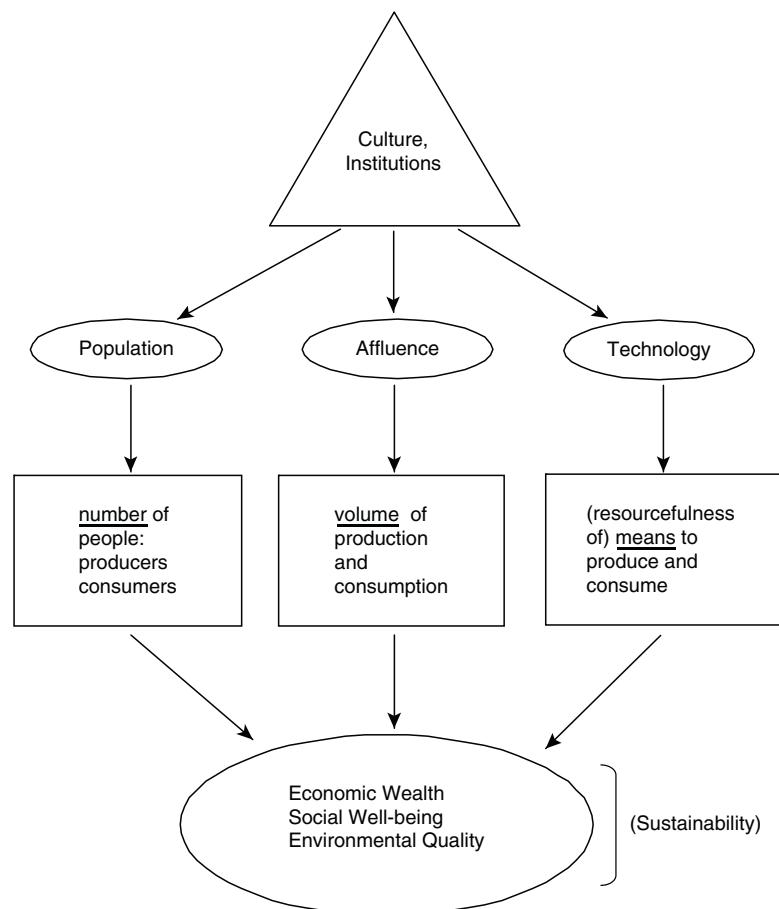 Culture,
Institutions
Population
Affluence
Technology
number of
people:
producers
consumers
volume of
production
and
consumption
(resourcefulness
of) means to
produce and
consume
Economic Wealth
Social Well-being
Environmental Quality
(Sustainability)